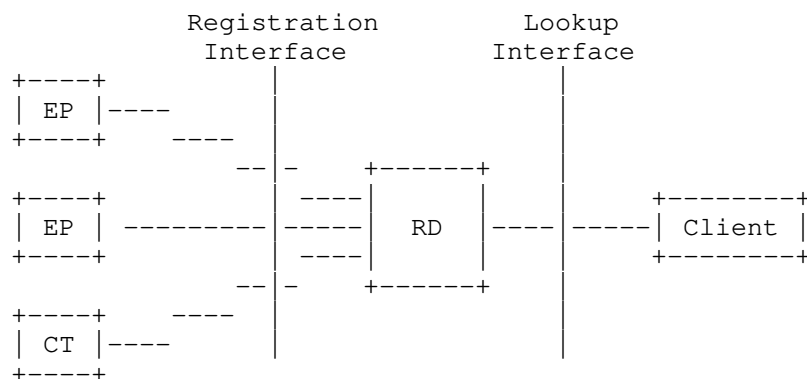 Registration Lookup
Interface Interface
EP
EP RD Client
CT